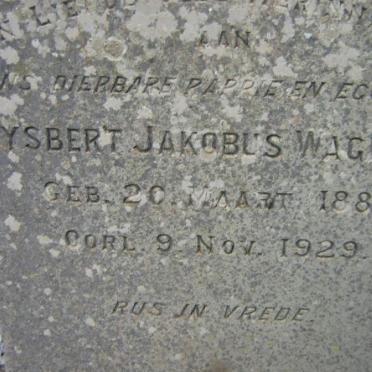 AAN
NS DIERBARE PAPPIE EN EG
YSBERT JAKOBUS WAG
GEB. 20. MAART 188
OORL 9. NOV. 1929.
RUS IN VREDE.